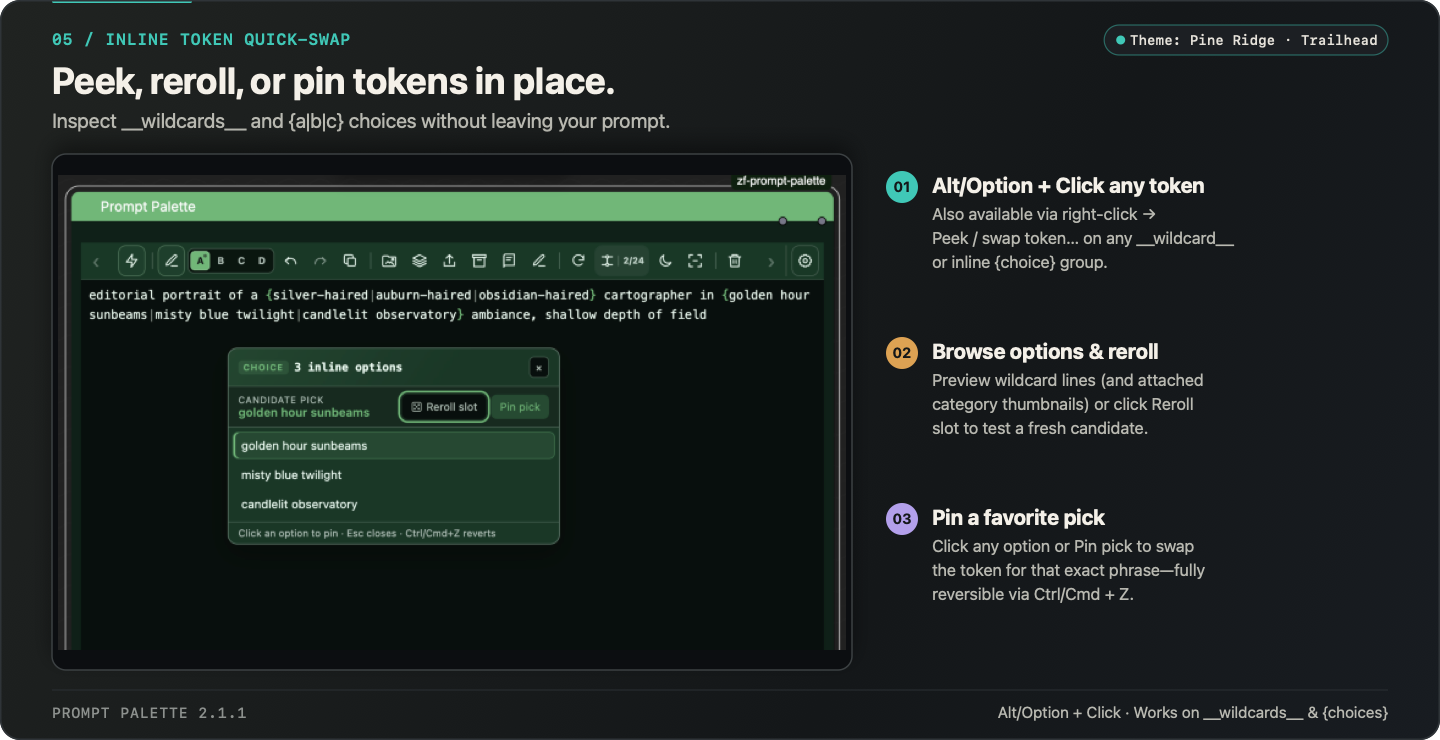 05 / INLINE TOKEN QUICK-SWAP
Theme: Pine Ridge · Trailhead
Peek, reroll, or pin tokens in place.
Inspect __wildcards__ and {a|b|c} choices without leaving your prompt.
zf-prompt-palette
Prompt Palette
A B C D 2/24
editorial portrait of a {silver-haired|auburn-haired|obsidian-haired} cartographer in {golden hour
sunbeams|misty blue twilight|candlelit observatory} ambiance, shallow depth of field
CHOICE 3 inline options ×
CANDIDATE PICK
golden hour sunbeams
Reroll slot Pin pick
golden hour sunbeams
misty blue twilight
candlelit observatory
Click an option to pin · Esc closes · Ctrl/Cmd+Z reverts
01 Alt/Option + Click any token
Also available via right-click →
Peek / swap token... on any __wildcard__
or inline {choice} group.
02 Browse options & reroll
Preview wildcard lines (and attached
category thumbnails) or click Reroll
slot to test a fresh candidate.
03 Pin a favorite pick
Click any option or Pin pick to swap
the token for that exact phrase—fully
reversible via Ctrl/Cmd + Z.
PROMPT PALETTE 2.1.1
Alt/Option + Click · Works on __wildcards__ & {choices}